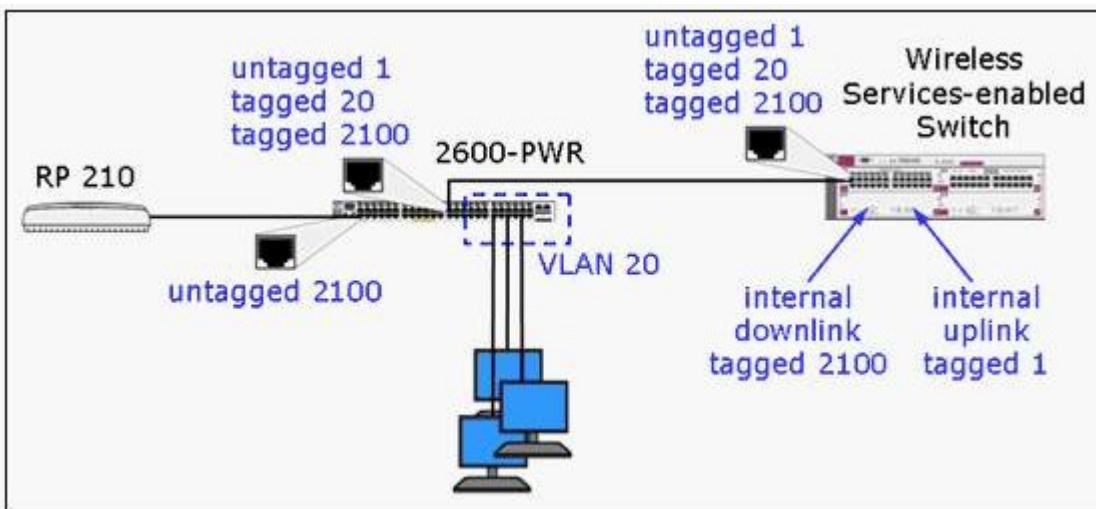 untagged 1
tagged 20
tagged 2100
untagged 1
tagged 20
tagged 2100
Wireless
Services-enabled
Switch
RP 210
2600-PWR
untagged 2100
VLAN 20
internal
downlink
tagged 2100
internal
uplink
tagged 1